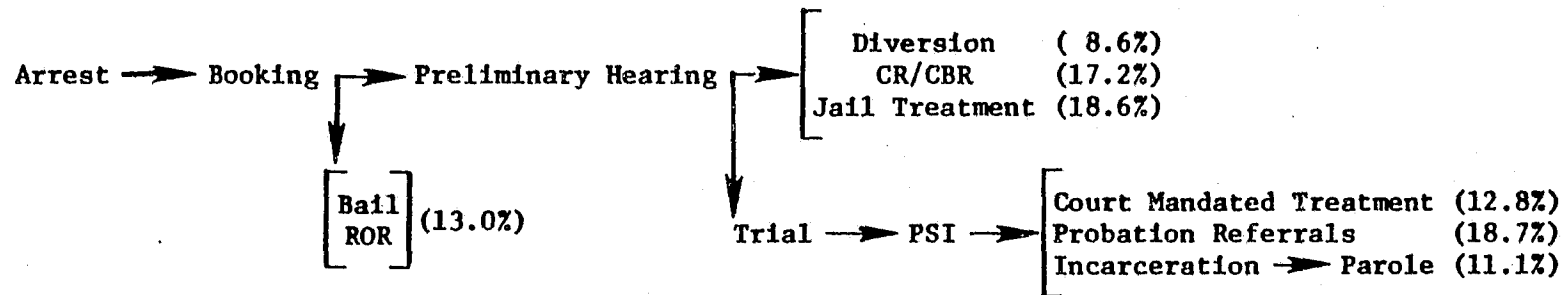 Diversion ( 8.6%)
Arrest Booking Preliminary Hearing CR/CBR (17.2%)
Jail Treatment (18.6%)
Bail
ROR
(13.0%)
Court Mandated Treatment (12.8%)
Trial PSI Probation Referrals (18.7%)
Incarceration Parole (11.1%)